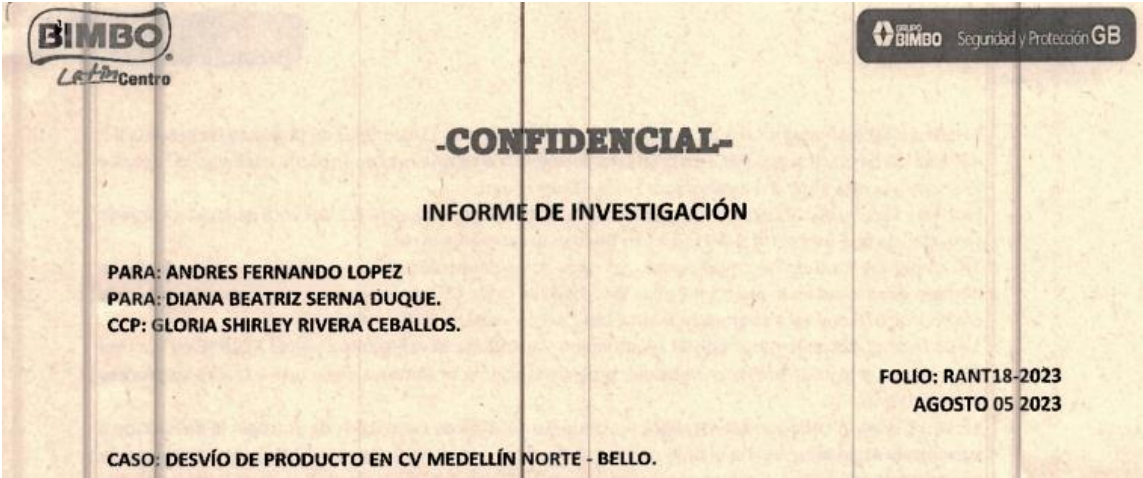 BIMBO
Latin Centro
GRUPO BIMBO Seguridad y Protección GB
-CONFIDENCIAL-
INFORME DE INVESTIGACIÓN
PARA: ANDRES FERNANDO LOPEZ
PARA: DIANA BEATRIZ SERNA DUQUE.
CCP: GLORIA SHIRLEY RIVERA CEBALLOS.
FOLIO: RANT18-2023
AGOSTO 05 2023
CASO: DESVÍO DE PRODUCTO EN CV MEDELLÍN NORTE - BELLO.